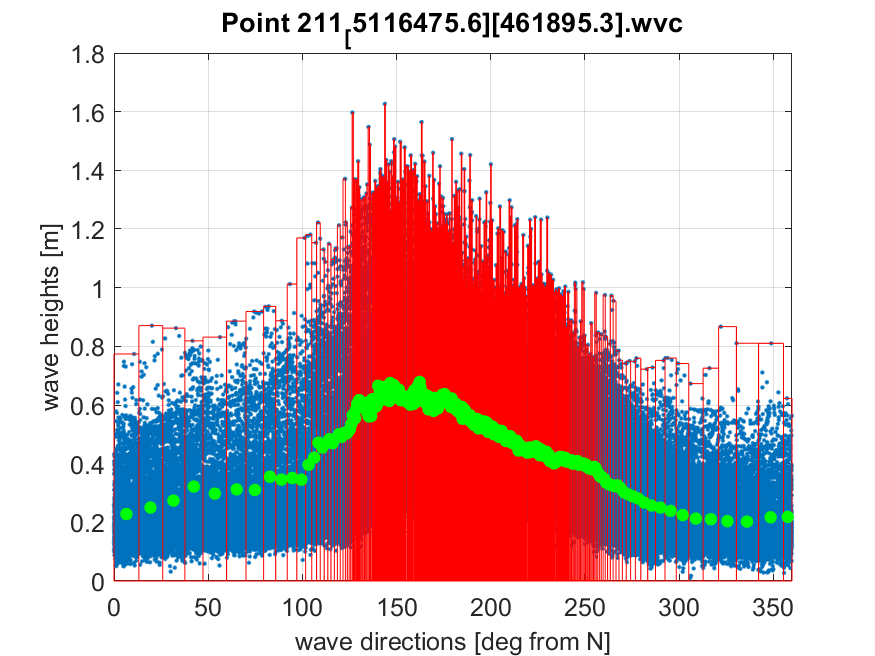 Point 211[5116475.6][461895.3].wvc
wave heights [m]
1.8
1.6
1.4
1.2
1
0.8
0.6
0.4
0.2
0
0 50 100 150 200 250 300 350
wave directions [deg from N]